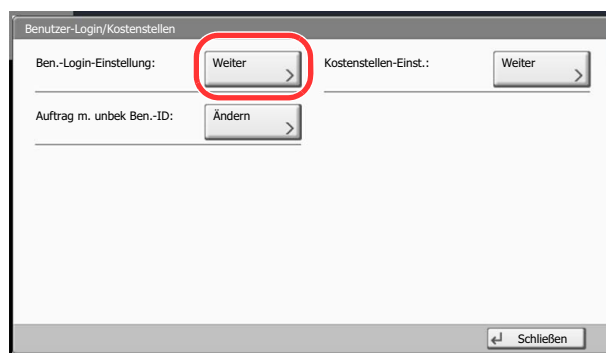 Benutzer-Login/Kostenstellen
Ben.-Login-Einstellung: Weiter Kostenstellen-Einst.: Weiter
Auftrag m. unbek Ben.-ID: Ändern
Schließen